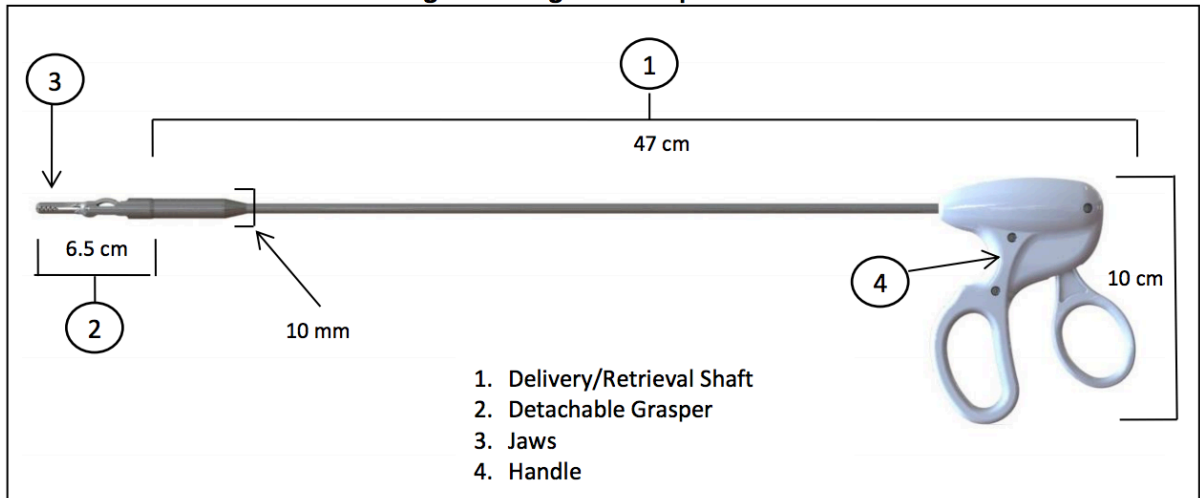 3
1
47 cm
6.5 cm
2
10 mm
4
10 cm
1. Delivery/Retrieval Shaft
2. Detachable Grasper
3. Jaws
4. Handle